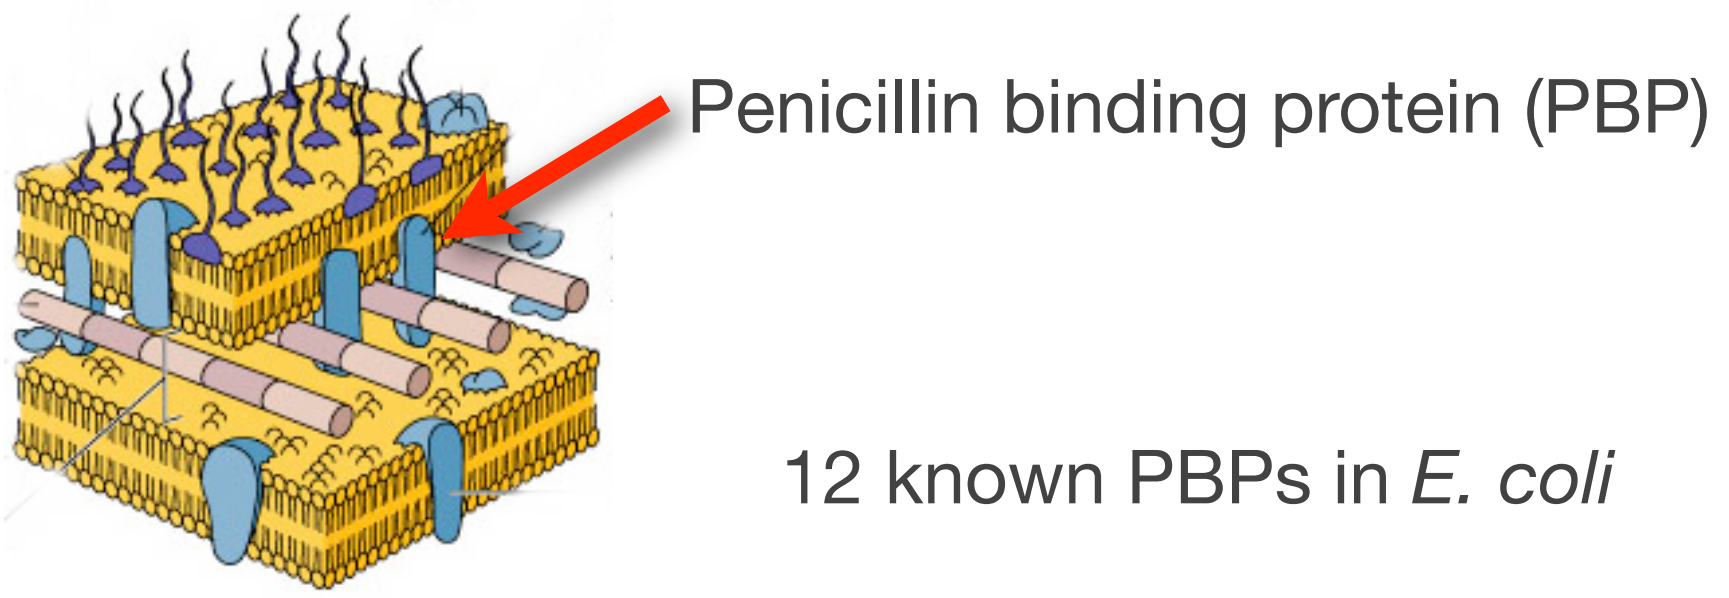 Penicillin binding protein (PBP)
12 known PBPs in E. coli